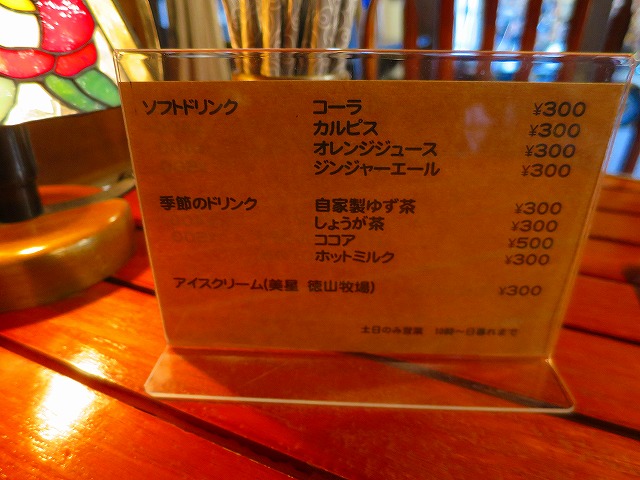 ソフトドリンク コーラ ¥300
カルピス ¥300
オレンジジュース ¥300
ジンジャーエール ¥300
季節のドリンク 自家製ゆず茶 ¥300
しょうが茶 ¥300
ココア ¥500
ホットミルク ¥300
アイスクリーム(美星 徳山牧場) ¥300
土日のみ営業 10時～日暮れまで